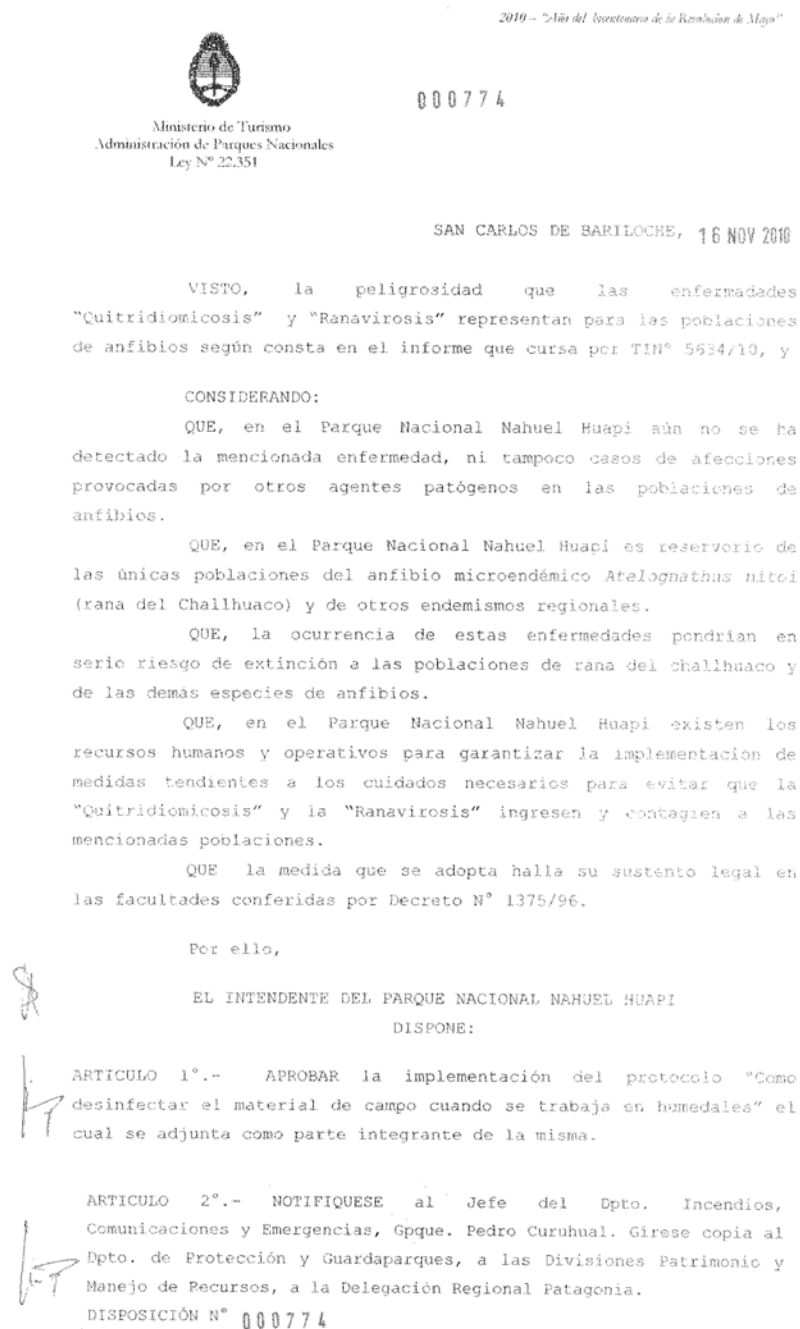 2010 – "Año del bicentenario de la Revolución de Mayo"
000774
Ministerio de Turismo
Administración de Parques Nacionales
Ley Nº 22.351
SAN CARLOS DE BARILOCHE, 16 NOV 2010
VISTO, la peligrosidad que las enfermadades
"Quitridiomicosis" y "Ranavirosis" representan para las poblaciones
de anfibios según consta en el informe que cursa por TINº 5634/10, y
CONSIDERANDO:
QUE, en el Parque Nacional Nahuel Huapi aún no se ha
detectado la mencionada enfermedad, ni tampoco casos de afecciones
provocadas por otros agentes patógenos en las poblaciones de
anfibios.
QUE, en el Parque Nacional Nahuel Huapi es reservorio de
las únicas poblaciones del anfibio microendémico Atelognathus nitoi
(rana del Challhuaco) y de otros endemismos regionales.
QUE, la ocurrencia de estas enfermedades pondrían en
serio riesgo de extinción a las poblaciones de rana del challhuaco y
de las demás especies de anfibios.
QUE, en el Parque Nacional Nahuel Huapi existen los
recursos humanos y operativos para garantizar la implementación de
medidas tendientes a los cuidados necesarios para evitar que la
"Quitridiomicosis" y la "Ranavirosis" ingresen y contagien a las
mencionadas poblaciones.
QUE la medida que se adopta halla su sustento legal en
las facultades conferidas por Decreto Nº 1375/96.
Por ello,
EL INTENDENTE DEL PARQUE NACIONAL NAHUEL HUAPI
DISPONE:
ARTICULO 1º.- APROBAR la implementación del protocolo "Como
desinfectar el material de campo cuando se trabaja en humedales" el
cual se adjunta como parte integrante de la misma.
ARTICULO 2º.- NOTIFIQUESE al Jefe del Dpto. Incendios,
Comunicaciones y Emergencias, Gpque. Pedro Curuhual. Gírese copia al
Dpto. de Protección y Guardaparques, a las Divisiones Patrimonio y
Manejo de Recursos, a la Delegación Regional Patagonia.
DISPOSICIÓN Nº 000774